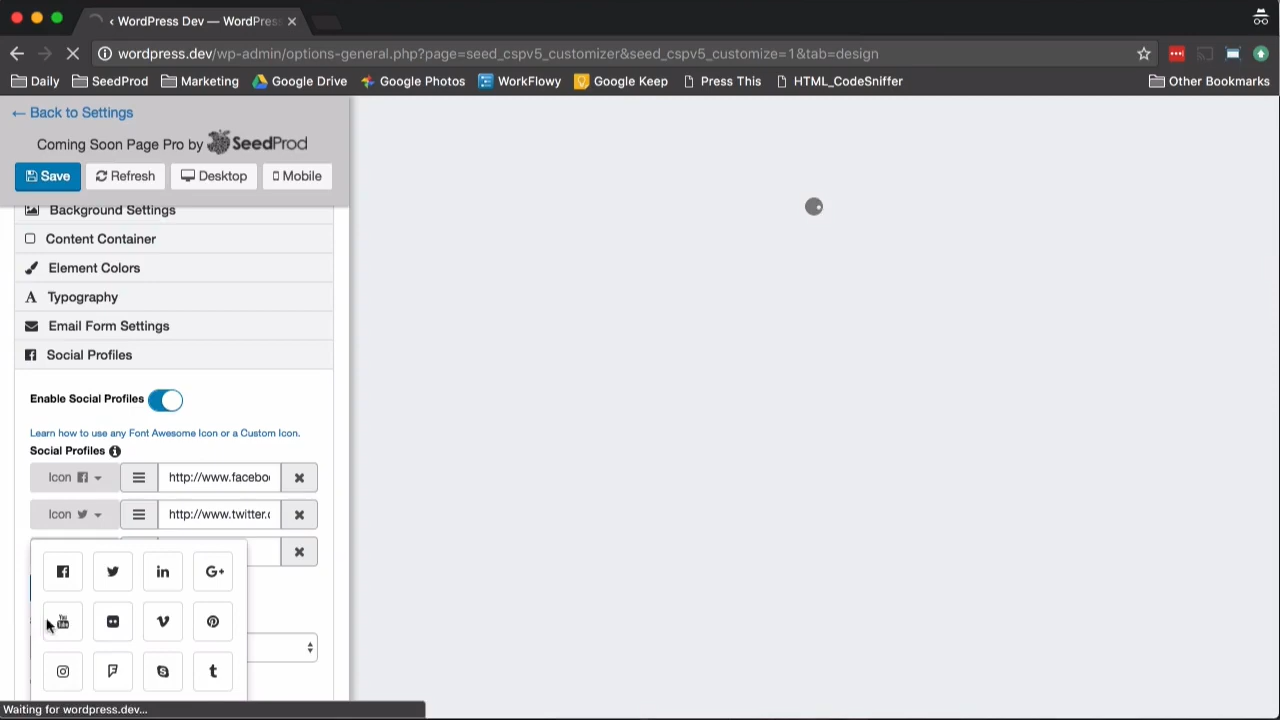 ‹ WordPress Dev — WordPress
wordpress.dev/wp-admin/options-general.php?page=seed_cspv5_customizer&seed_cspv5_customize=1&tab=design
Daily SeedProd Marketing Google Drive Google Photos WorkFlowy Google Keep Press This HTML_CodeSniffer Other Bookmarks
← Back to Settings
Coming Soon Page Pro by SeedProd
Save Refresh Desktop Mobile
Background Settings
Content Container
Element Colors
Typography
Email Form Settings
Social Profiles
Enable Social Profiles
Learn how to use any Font Awesome Icon or a Custom Icon.
Social Profiles
Icon http://www.facebo
Icon http://www.twitter.c
Waiting for wordpress.dev...